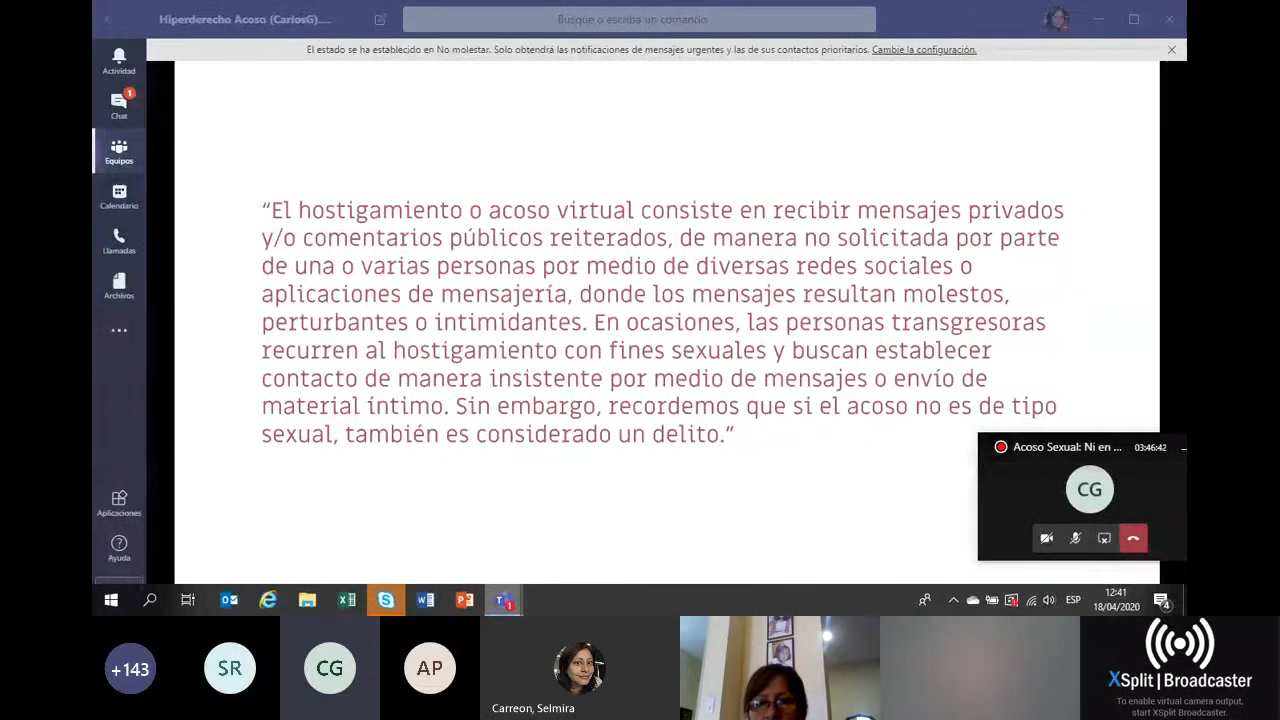 Hiperderecho Acoso (CarlosG)....
Busque o escriba un comando
El estado se ha establecido en No molestar. Solo obtendrá las notificaciones de mensajes urgentes y las de sus contactos prioritarios. Cambie la configuración.
Actividad
1
Chat
Equipos
Calendario
Llamadas
Archivos
Aplicaciones
Ayuda
“El hostigamiento o acoso virtual consiste en recibir mensajes privados
y/o comentarios públicos reiterados, de manera no solicitada por parte
de una o varias personas por medio de diversas redes sociales o
aplicaciones de mensajería, donde los mensajes resultan molestos,
perturbantes o intimidantes. En ocasiones, las personas transgresoras
recurren al hostigamiento con fines sexuales y buscan establecer
contacto de manera insistente por medio de mensajes o envío de
material íntimo. Sin embargo, recordemos que si el acoso no es de tipo
sexual, también es considerado un delito.”
Acoso Sexual: Ni en ... 03:46:42
CG
1
ESP
12:41
18/04/2020
4
+143
SR
CG
AP
Carreon, Selmira
XSplit | Broadcaster
To enable virtual camera output,
start XSplit Broadcaster.